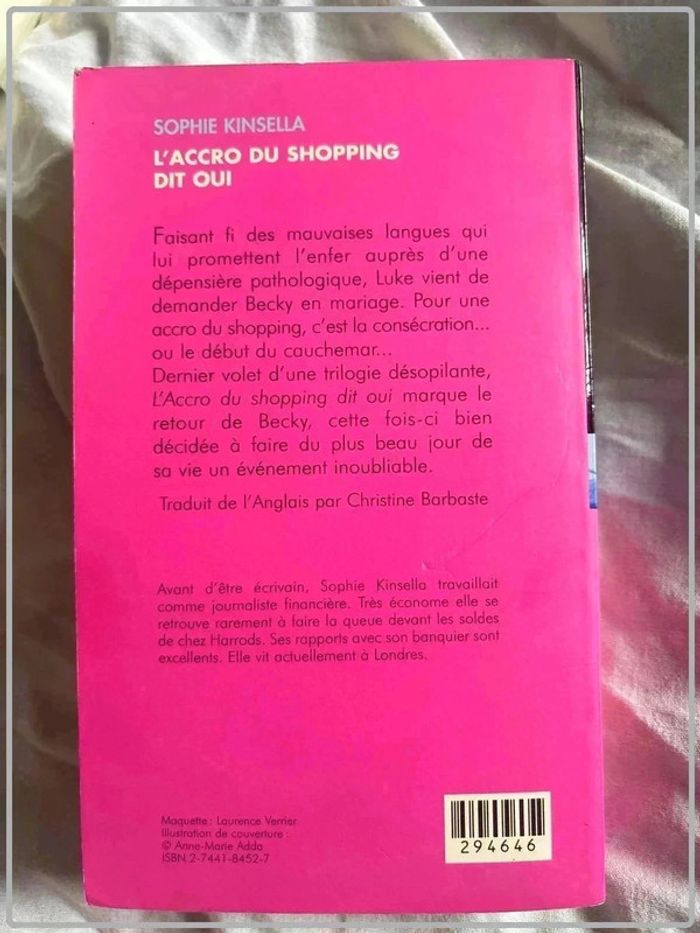 SOPHIE KINSELLA
L'ACCRO DU SHOPPING
DIT OUI
Faisant fi des mauvaises langues qui
lui promettent l'enfer auprès d'une
dépensière pathologique, Luke vient de
demander Becky en mariage. Pour une
accro du shopping, c'est la consécration...
ou le début du cauchemar...
Dernier volet d'une trilogie désopilante,
L'Accro du shopping dit oui marque le
retour de Becky, cette fois-ci bien
décidée à faire du plus beau jour de
sa vie un événement inoubliable.
Traduit de l'Anglais par Christine Barbaste
Avant d'être écrivain, Sophie Kinsella travaillait
comme journaliste financière. Très économe elle se
retrouve rarement à faire la queue devant les soldes
de chez Harrods. Ses rapports avec son banquier sont
excellents. Elle vit actuellement à Londres.
Maquette : Laurence Verrier
Illustration de couverture :
© Anne-Marie Adda
ISBN 2-7441-8452-7
294646